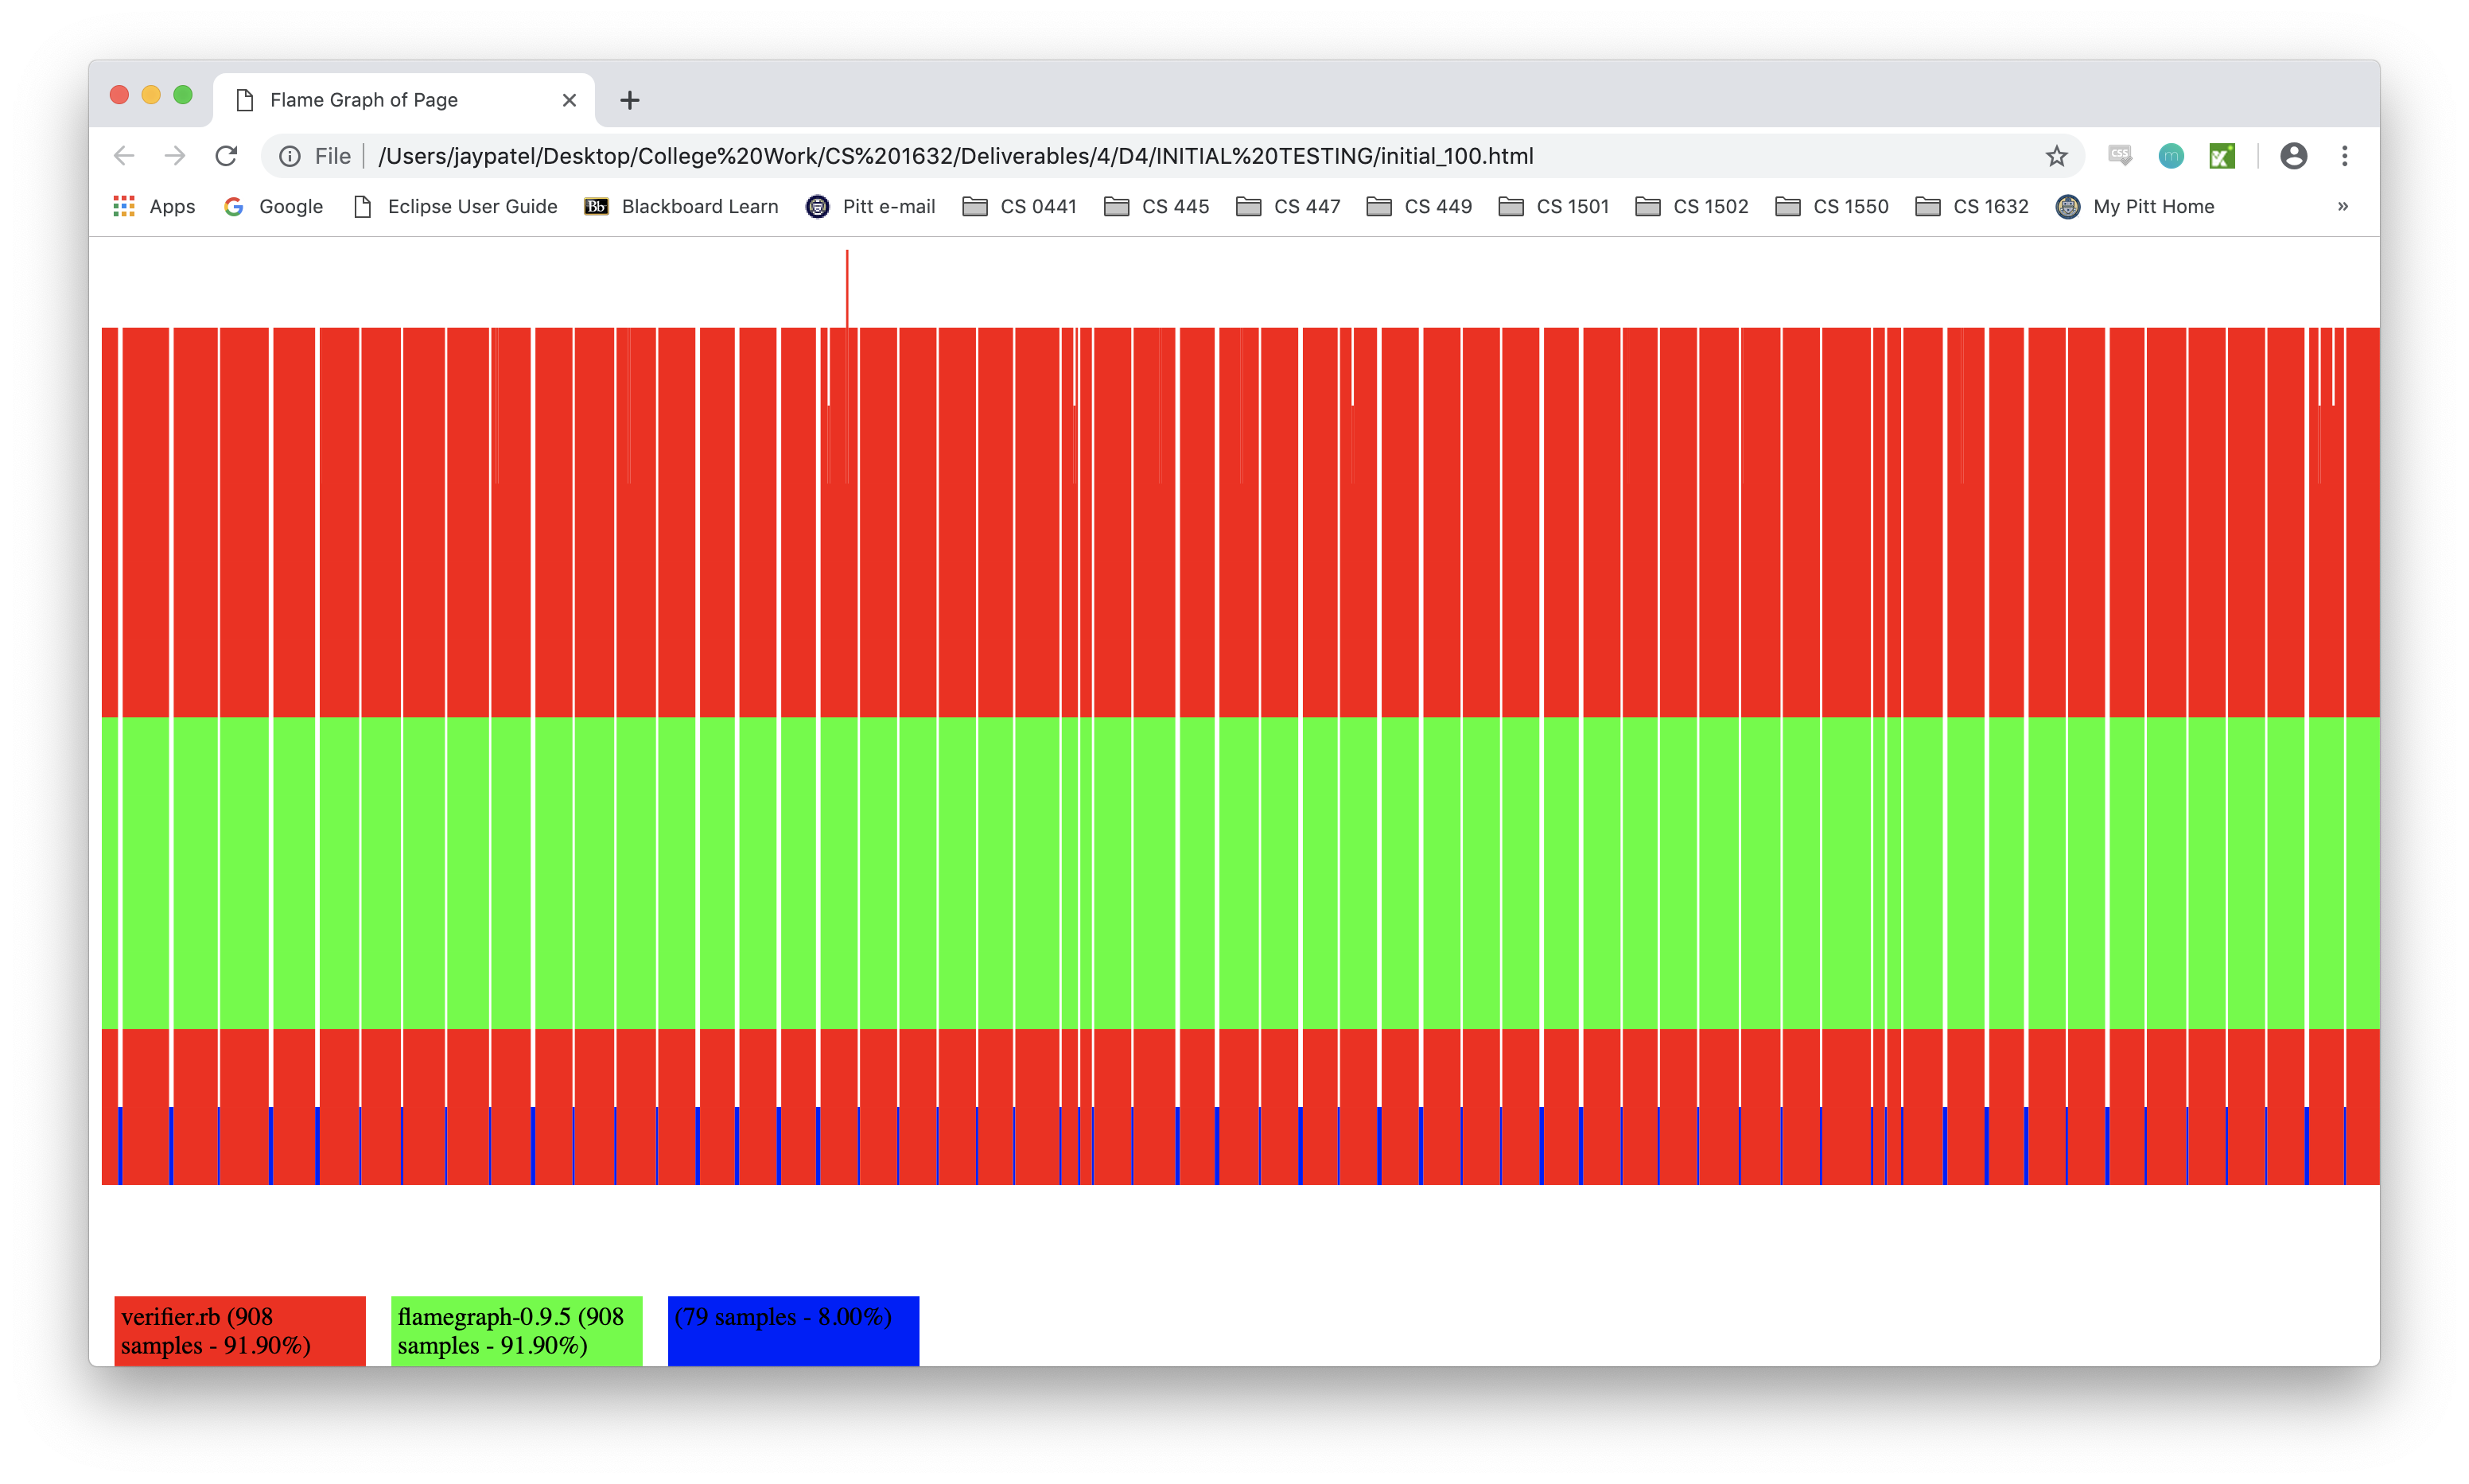 Flame Graph of Page
File /Users/jaypatel/Desktop/College%20Work/CS%201632/Deliverables/4/D4/INITIAL%20TESTING/initial_100.html
CSS m
Apps Google Eclipse User Guide Bb Blackboard Learn Pitt e-mail CS 0441 CS 445 CS 447 CS 449 CS 1501 CS 1502 CS 1550 CS 1632 My Pitt Home »
verifier.rb (908
samples - 91.90%)
flamegraph-0.9.5 (908
samples - 91.90%)
(79 samples - 8.00%)